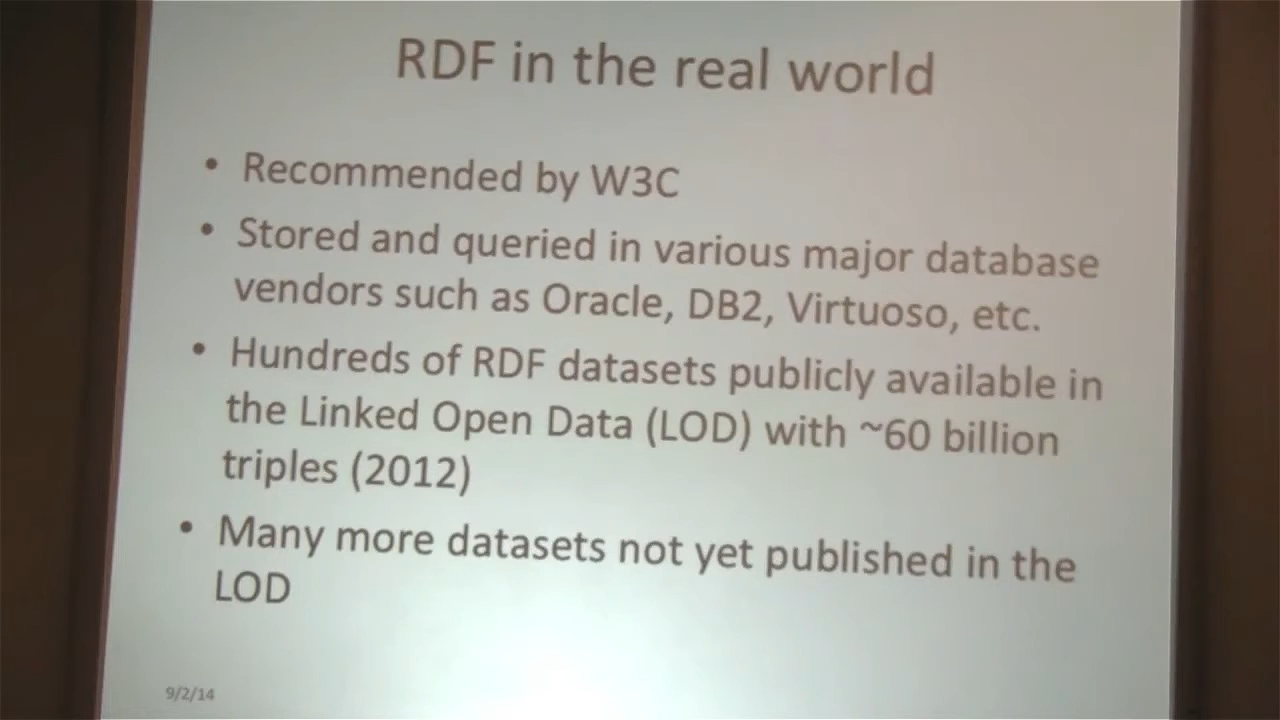 RDF in the real world
• Recommended by W3C
• Stored and queried in various major database
vendors such as Oracle, DB2, Virtuoso, etc.
• Hundreds of RDF datasets publicly available in
the Linked Open Data (LOD) with ~60 billion
triples (2012)
• Many more datasets not yet published in the
LOD
9/2/14